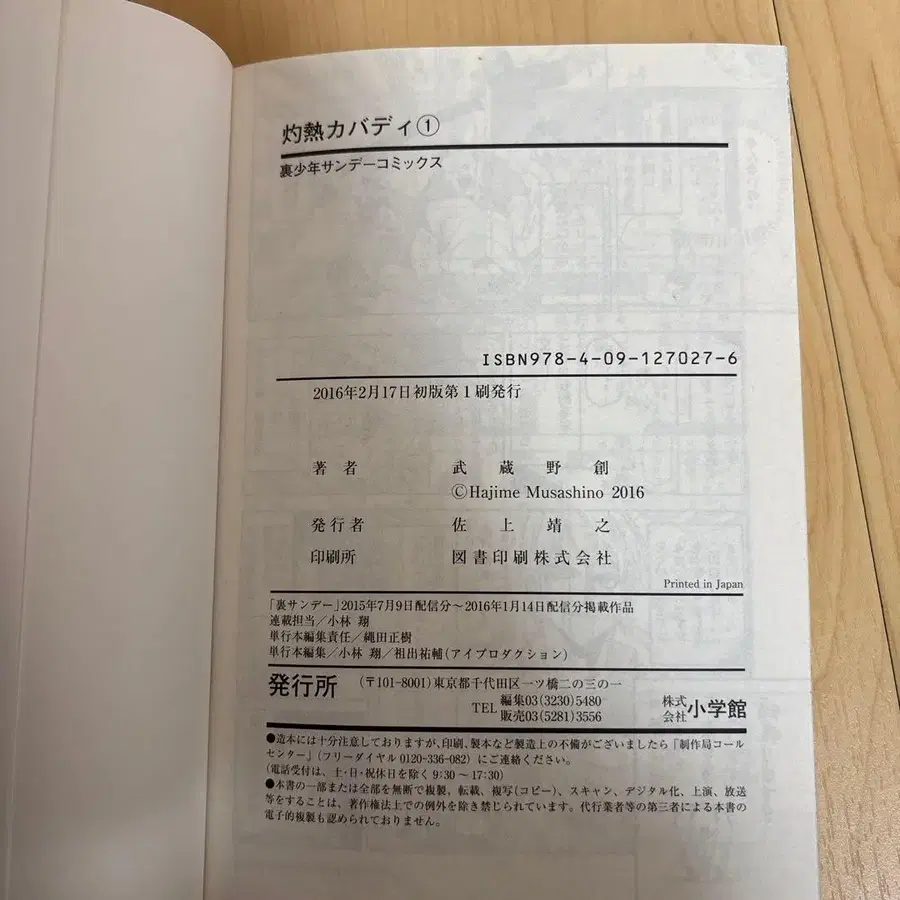 灼熱カバディ①
裏少年サンデーコミックス
ISBN978-4-09-127027-6
2016年2月17日初版第1刷発行
著者 武蔵野創
©Hajime Musashino 2016
発行者 佐上靖之
印刷所 図書印刷株式会社
Printed in Japan
「裏サンデー」2015年7月9日配信分～2016年1月14日配信分掲載作品
連載担当／小林 翔
単行本編集責任／縄田正樹
単行本編集／小林 翔／祖出祐輔(アイプロダクション)
発行所 (〒101-8001)東京都千代田区一ツ橋二の三の一
TEL 編集03(3230)5480
販売03(5281)3556
株式会社 小学館
●造本には十分注意しておりますが、印刷、製本など製造上の不備がございましたら「制作局コール
センター」(フリーダイヤル0120-336-082)にご連絡ください。
(電話受付は、土・日・祝休日を除く9:30～17:30)
●本書の一部または全部を無断で複製、転載、複写(コピー)、スキャン、デジタル化、上演、放送
等をすることは、著作権法上での例外を除き禁じられています。代行業者等の第三者による本書の
電子的複製も認められておりません。